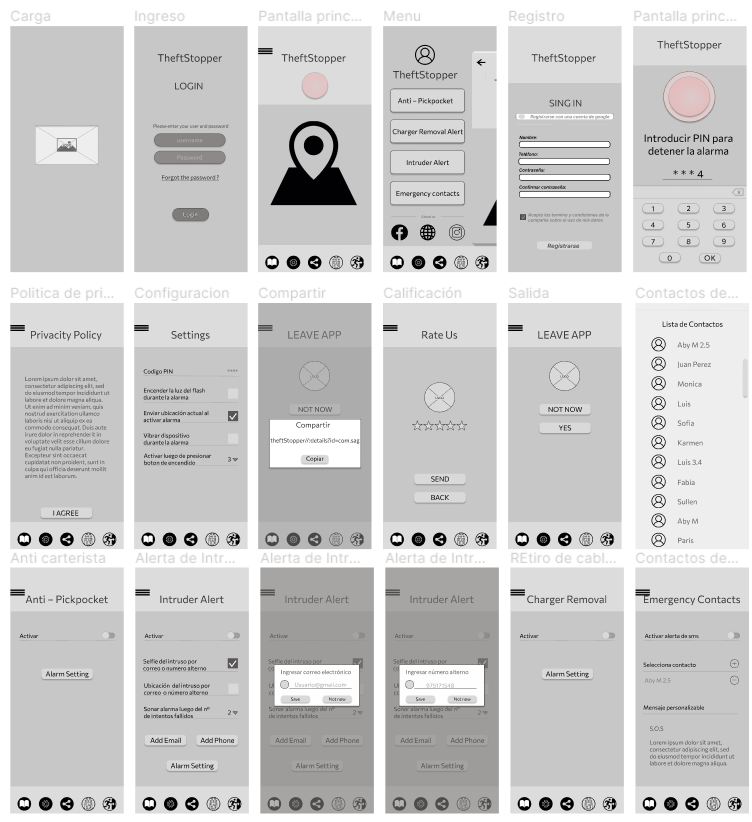 Carga
Ingreso
Pantalla princ...
Menu
Registro
Pantalla princ...
TheftStopper
LOGIN
Please enter your user and password
username
Password
Forgot the password ?
Login
TheftStopper
TheftStopper
Anti – Pickpocket
Charger Removal Alert
Intruder Alert
Emergency contacts
TheftStopper
SING IN
Registrarse con una cuenta de google
Nombre:
Teléfono:
Contraseña:
Confirmar contraseña:
Acepto los termino y condiciones de la
compañía sobre el uso de mis datos
Registrarse
TheftStopper
Introducir PIN para
detener la alarma
* * * 4
1 2 3
4 5 6
7 8 9
0 OK
Politica de pri...
Configuracion
Compartir
Calificación
Salida
Contactos de...
Privacity Policy
Lorem ipsum dolor sit amet,
consectetur adipiscing elit, sed
do eiusmod tempor incididunt ut
labore et dolore magna aliqua.
Ut enim ad minim veniam, quis
nostrud exercitation ullamco
laboris nisi ut aliquip ex ea
commodo consequat. Duis aute
irure dolor in reprehenderit in
voluptate velit esse cillum dolore
eu fugiat nulla pariatur.
Excepteur sint occaecat
cupidatat non proident, sunt in
culpa qui officia deserunt mollit
anim id est laborum.
I AGREE
Settings
Codigo PIN ****
Encender la luz del flash
durante la alarma
Enviar ubicación actual al
activar alarma
Vibrar dispositivo
durante la alarma
Activar luego de presionar
boton de encendido 3
LEAVE APP
LOGO
NOT NOW
Compartir
theftStopper//:details?id=com.sag
Copiar
Rate Us
LOGO
SEND
BACK
LEAVE APP
LOGO
NOT NOW
YES
Lista de Contactos
Aby M 2.5
Juan Perez
Monica
Luis
Sofia
Karmen
Luis 3.4
Fabia
Sullen
Aby M
Paris
Anti carterista
Alerta de Intr...
Alerta de Intr...
Alerta de Intr...
REtiro de cabl...
Contactos de...
Anti – Pickpocket
Activar
Alarm Setting
Intruder Alert
Activar
Selfie del intruso por
correo o numero alterno
Ubicación del intruso por
correo o número alterno
Sonar alarma luego del n°
de intentos fallidos 2
Add Email Add Phone
Alarm Setting
Intruder Alert
Activar
Selfie del intruso por
Ingresar correo electrónico
Usuario@gmail.com
Save Not now
Sonar alarma luego del n°
de intentos fallidos 2
Add Email Add Phone
Alarm Setting
Intruder Alert
Activar
Selfie del intruso por
Ingresar número alterno
979171548
Save Not now
Sonar alarma luego del n°
de intentos fallidos 2
Add Email Add Phone
Alarm Setting
Charger Removal
Activar
Alarm Setting
Emergency Contacts
Activar alerta de sms
Selecciona contacto
Aby M 2.5
Mensaje personalizable
S.O.S
Lorem ipsum dolor sit amet,
consectetur adipiscing elit, sed
do eiusmod tempor incididunt ut
labore et dolore magna aliqua.